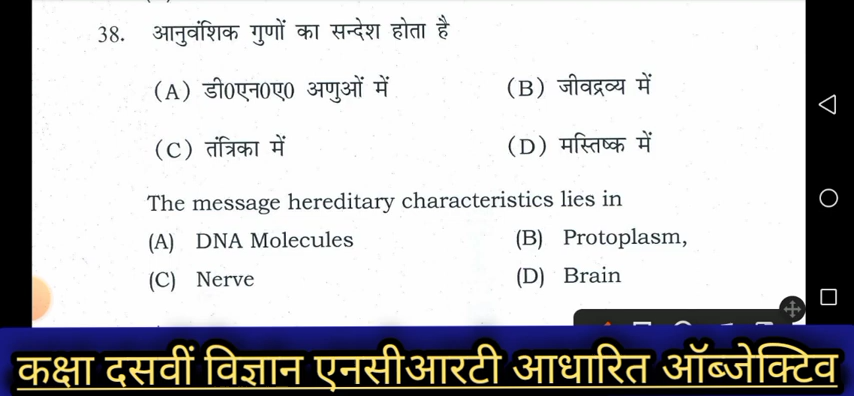 38. आनुवंशिक गुणों का सन्देश होता है
(A) डी0एन0ए0 अणुओं में (B) जीवद्रव्य में
(C) तंत्रिका में (D) मस्तिष्क में
The message hereditary characteristics lies in
(A) DNA Molecules (B) Protoplasm,
(C) Nerve (D) Brain
कक्षा दसवीं विज्ञान एनसीआरटी आधारित ऑब्जेक्टिव